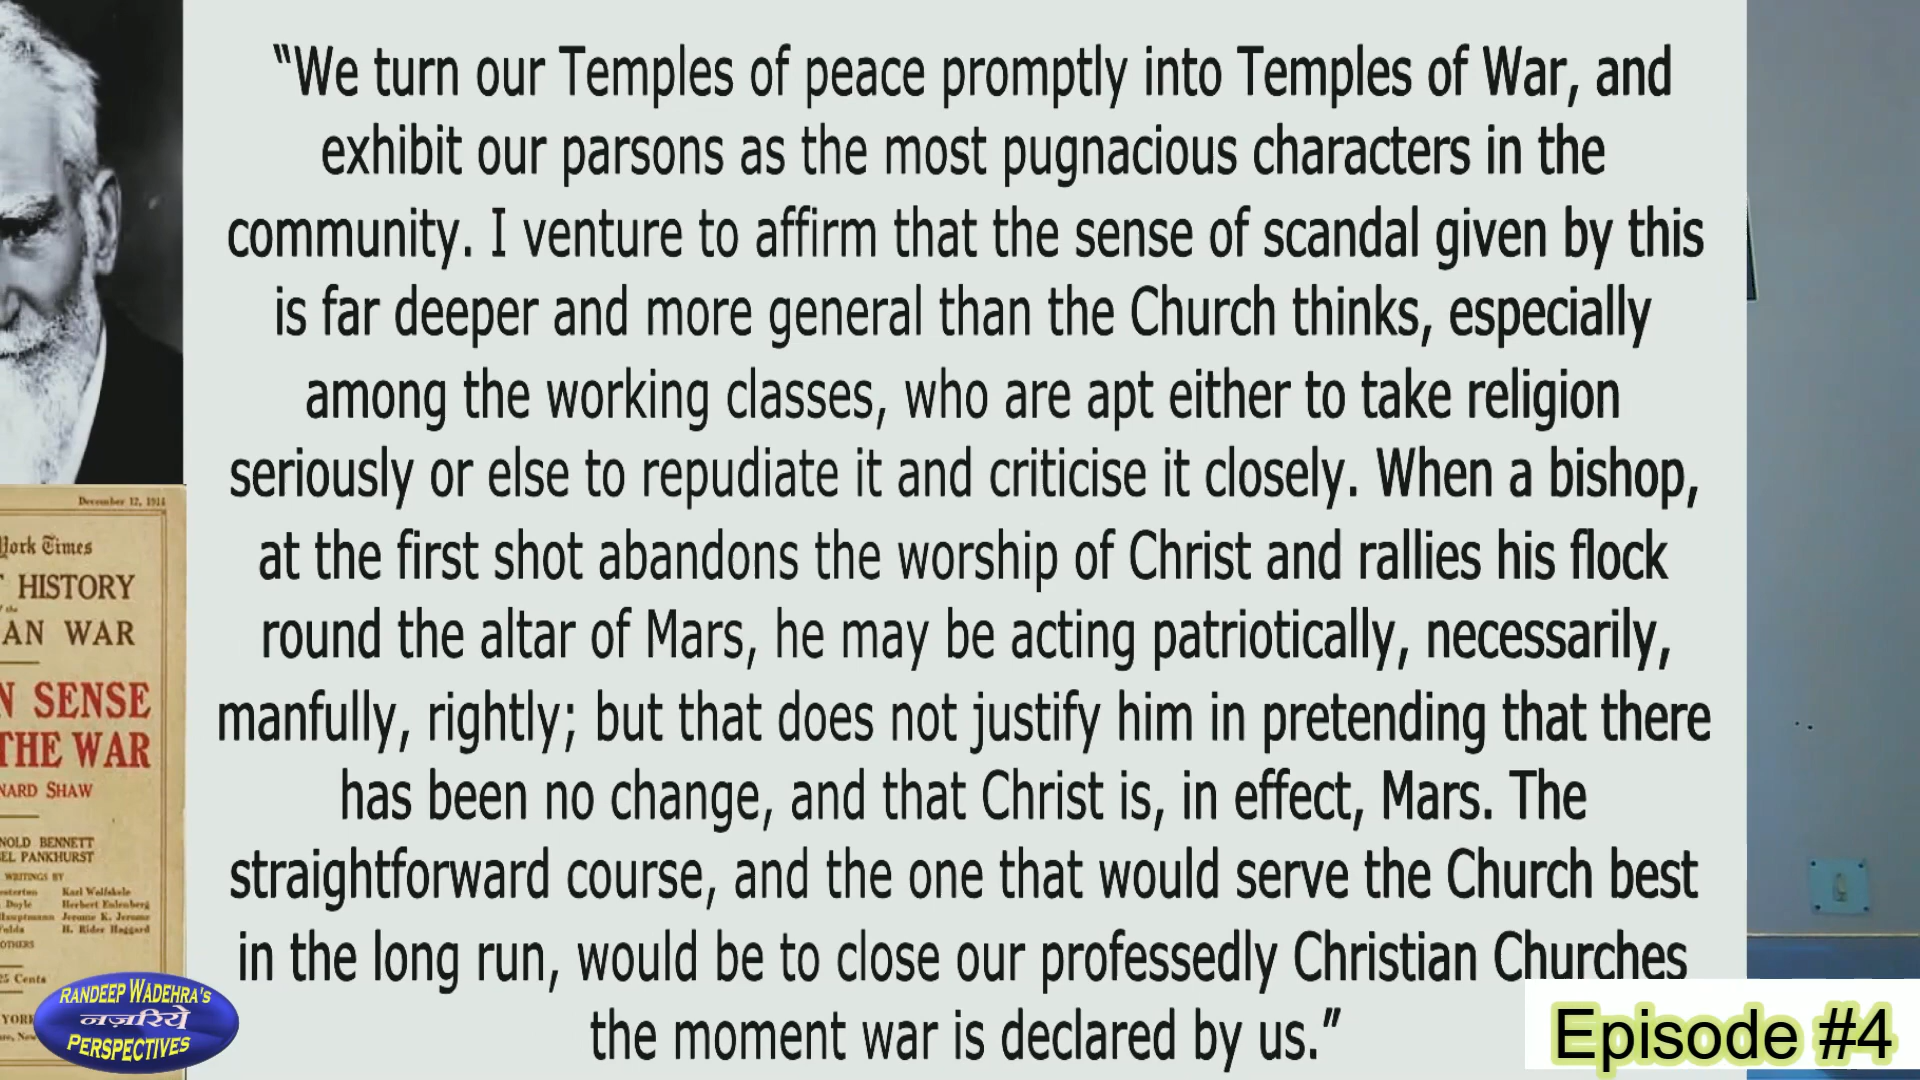 “We turn our Temples of peace promptly into Temples of War, and
exhibit our parsons as the most pugnacious characters in the
community. I venture to affirm that the sense of scandal given by this
is far deeper and more general than the Church thinks, especially
among the working classes, who are apt either to take religion
seriously or else to repudiate it and criticise it closely. When a bishop,
at the first shot abandons the worship of Christ and rallies his flock
round the altar of Mars, he may be acting patriotically, necessarily,
manfully, rightly; but that does not justify him in pretending that there
has been no change, and that Christ is, in effect, Mars. The
straightforward course, and the one that would serve the Church best
in the long run, would be to close our professedly Christian Churches
the moment war is declared by us.”
December 12, 1914
York Times
HISTORY
AN WAR
N SENSE
THE WAR
NARD SHAW
NOLD BENNETT
EL PANKHURST
WRITINGS BY
Doyle
Herbert Eulenberg
Hauptmann Jerome K. Jerome
H. Rider Haggard
OTHERS
25 Cents
YORK
RANDEEP WADEHRA'S
नज़रिये
PERSPECTIVES
Episode #4